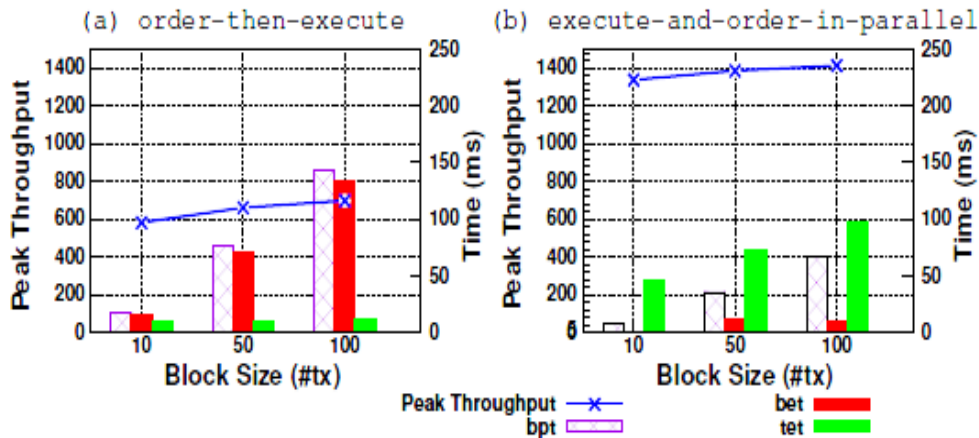 (a) order-then-execute
(b) execute-and-order-in-parallel
Peak Throughput
1400
1200
1000
800
600
400
200
0
250
200
150
100
50
0
Time (ms)
10
50
100
Block Size (#tx)
Peak Throughput
1400
1200
1000
800
600
400
200
0
250
200
150
100
50
0
Time (ms)
10
50
100
Block Size (#tx)
Peak Throughput
bpt
bet
tet